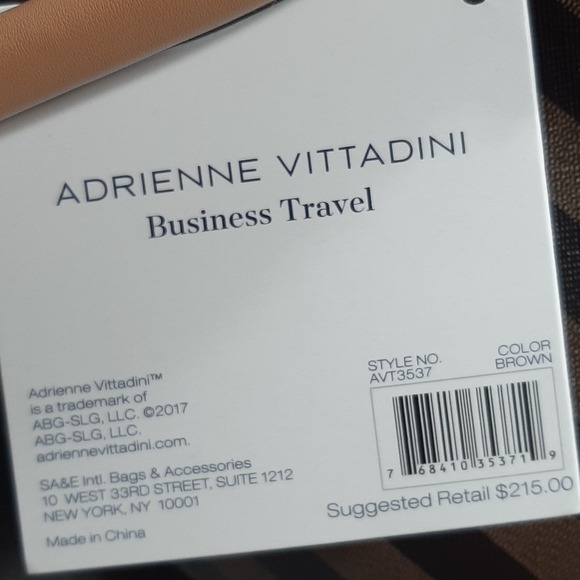 ADRIENNE VITTADINI
Business Travel
Adrienne Vittadini™
is a trademark of
ABG-SLG, LLC. ©2017
ABG-SLG, LLC.
adriennevittadini.com.
SA&E Intl. Bags & Accessories
10 WEST 33RD STREET, SUITE 1212
NEW YORK, NY 10001
Made in China
STYLE NO. COLOR
AVT3537 BROWN
7 68410 35371 9
Suggested Retail $215.00